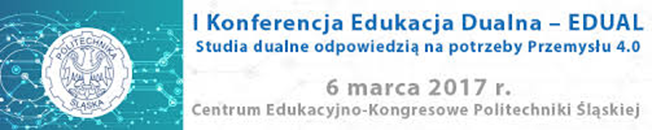 POLITECHNIKA
ŚLĄSKA
I Konferencja Edukacja Dualna – EDUAL
Studia dualne odpowiedzią na potrzeby Przemysłu 4.0
6 marca 2017 r.
Centrum Edukacyjno-Kongresowe Politechniki Śląskiej